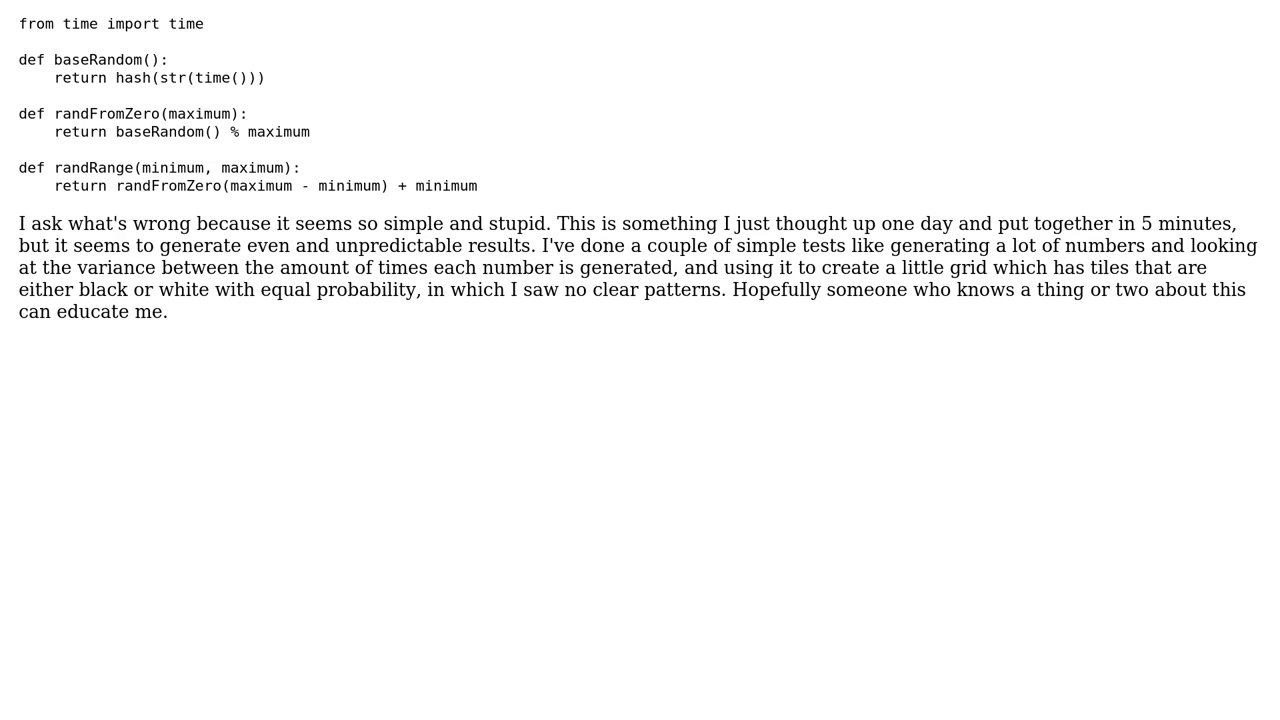 from time import time

def baseRandom():
    return hash(str(time()))

def randFromZero(maximum):
    return baseRandom() % maximum

def randRange(minimum, maximum):
    return randFromZero(maximum - minimum) + minimum

I ask what's wrong because it seems so simple and stupid. This is something I just thought up one day and put together in 5 minutes,
but it seems to generate even and unpredictable results. I've done a couple of simple tests like generating a lot of numbers and looking
at the variance between the amount of times each number is generated, and using it to create a little grid which has tiles that are
either black or white with equal probability, in which I saw no clear patterns. Hopefully someone who knows a thing or two about this
can educate me.